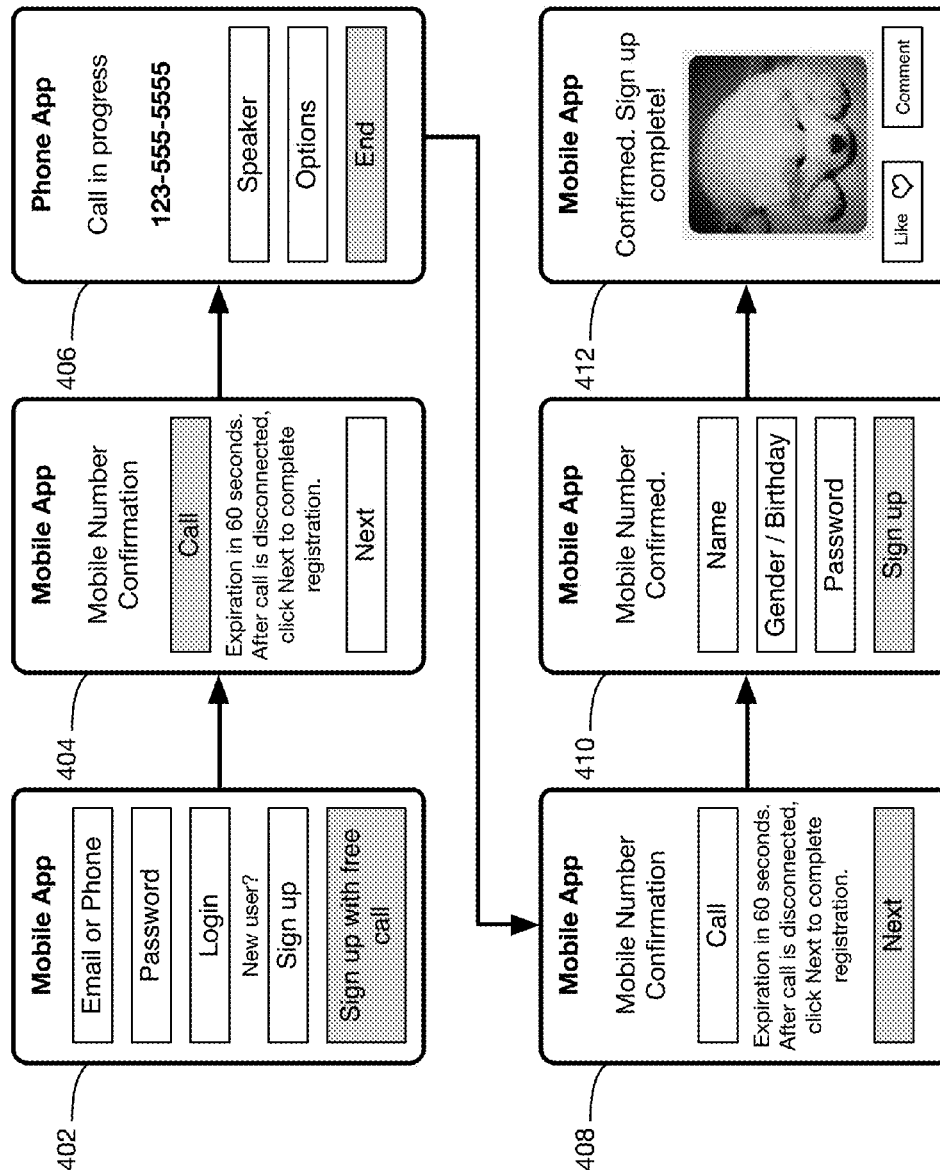 402
Mobile App
Email or Phone
Password
Login
New user?
Sign up
Sign up with free
call
404
Mobile App
Mobile Number
Confirmation
Call
Expiration in 60 seconds.
After call is disconnected,
click Next to complete
registration.
Next
406
Phone App
Call in progress
123-555-5555
Speaker
Options
End
408
Mobile App
Mobile Number
Confirmation
Call
Expiration in 60 seconds.
After call is disconnected,
click Next to complete
registration.
Next
410
Mobile App
Mobile Number
Confirmed.
Name
Gender / Birthday
Password
Sign up
412
Mobile App
Confirmed. Sign up
complete!
Like ♡
Comment